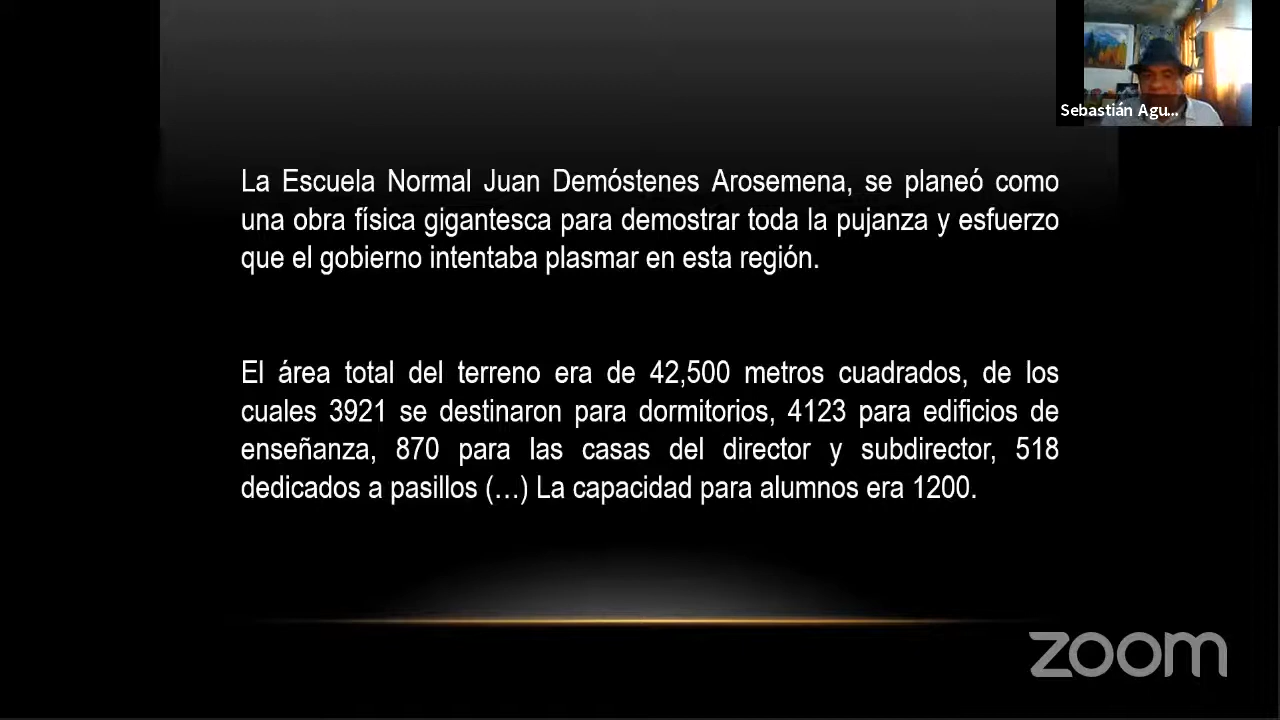 Sebastián Agu...
La Escuela Normal Juan Demóstenes Arosemena, se planeó como
una obra física gigantesca para demostrar toda la pujanza y esfuerzo
que el gobierno intentaba plasmar en esta región.
El área total del terreno era de 42,500 metros cuadrados, de los
cuales 3921 se destinaron para dormitorios, 4123 para edificios de
enseñanza, 870 para las casas del director y subdirector, 518
dedicados a pasillos (…) La capacidad para alumnos era 1200.
zoom